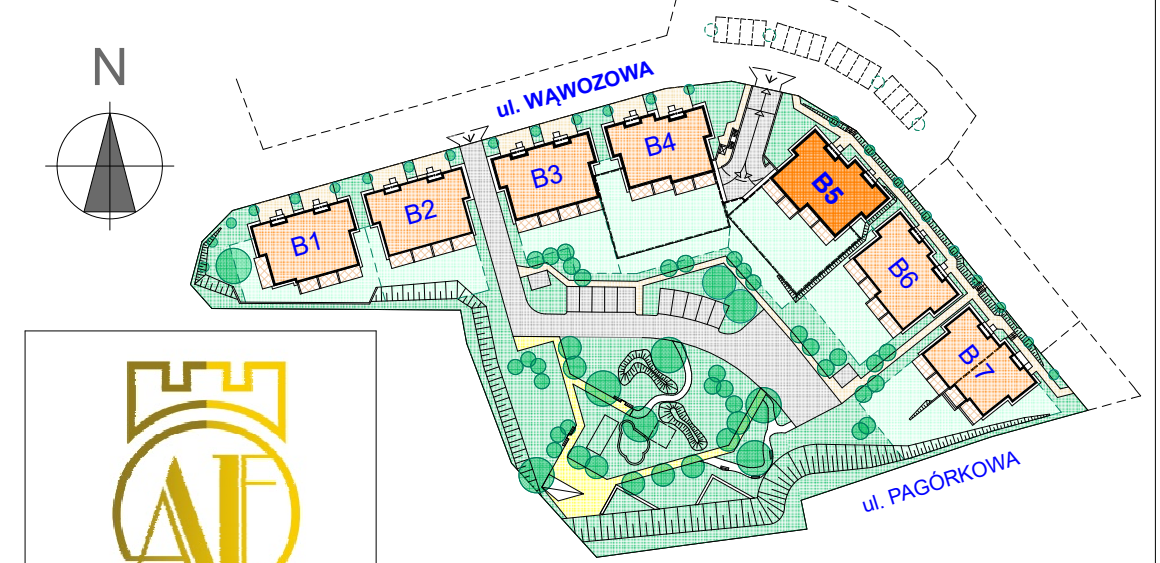 N
ul. WĄWOZOWA
B1
B2
B3
B4
B5
B6
B7
ul. PAGÓRKOWA
AF